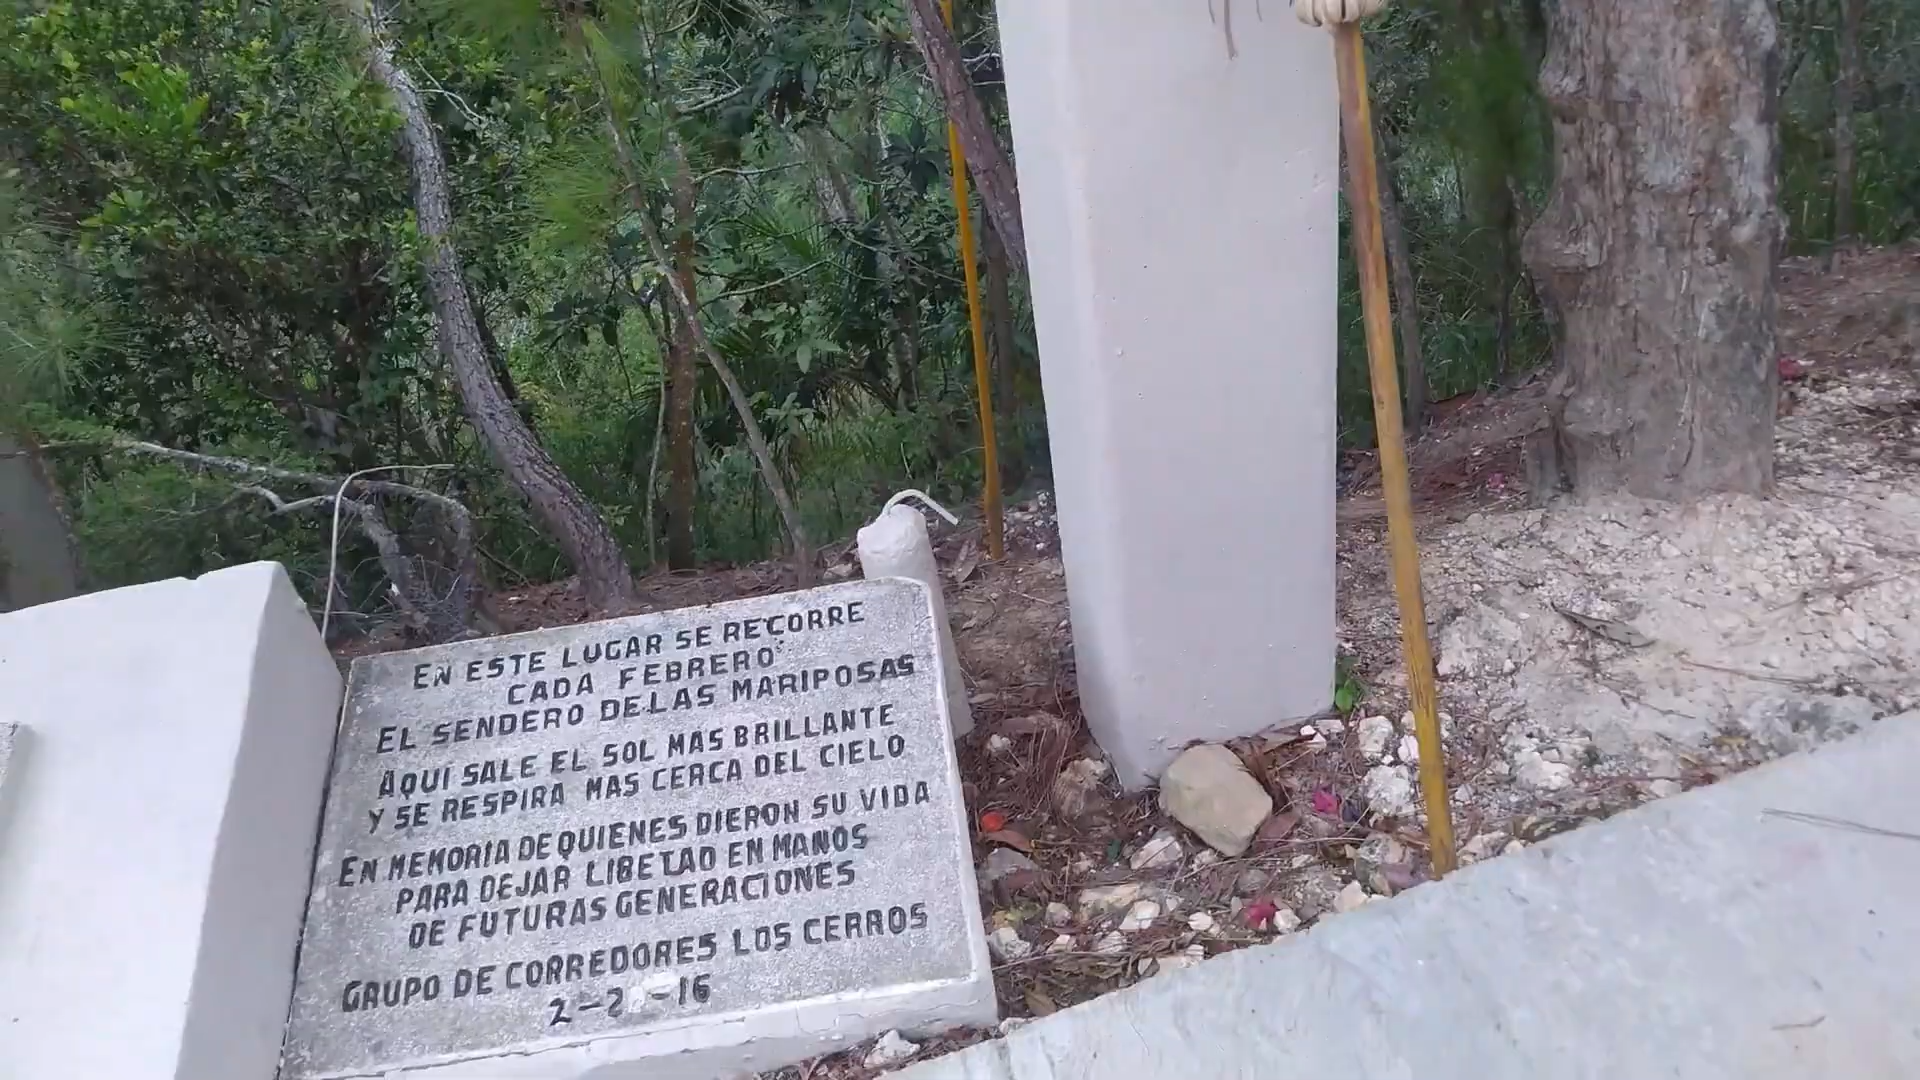 EN ESTE LUGAR SE RECORRE
CADA FEBRERO
EL SENDERO DE LAS MARIPOSAS
AQUI SALE EL SOL MAS BRILLANTE
Y SE RESPIRA MAS CERCA DEL CIELO
EN MEMORIA DE QUIENES DIERON SU VIDA
PARA DEJAR LIBETAD EN MANOS
DE FUTURAS GENERACIONES
GRUPO DE CORREDORES LOS CERROS